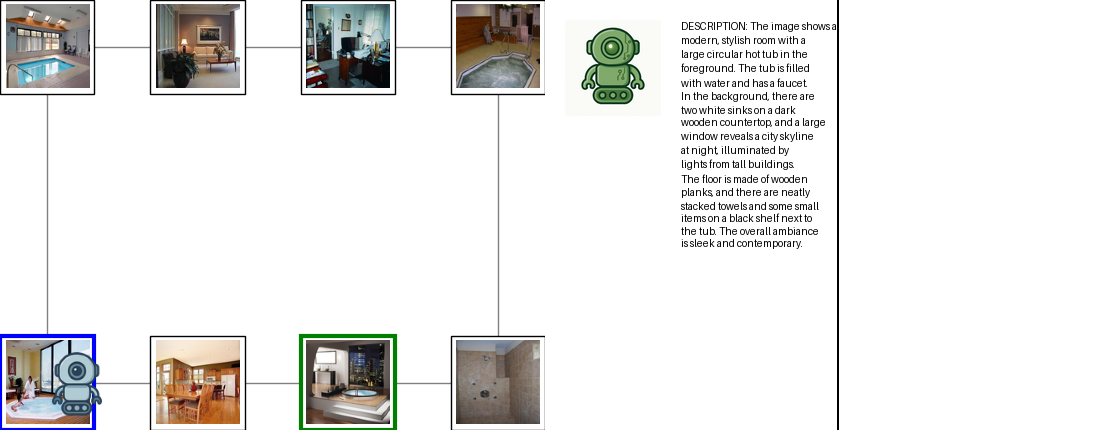 DESCRIPTION: The image shows a
modern, stylish room with a
large circular hot tub in the
foreground. The tub is filled
with water and has a faucet.
In the background, there are
two white sinks on a dark
wooden countertop, and a large
window reveals a city skyline
at night, illuminated by
lights from tall buildings.
The floor is made of wooden
planks, and there are neatly
stacked towels and some small
items on a black shelf next to
the tub. The overall ambiance
is sleek and contemporary.